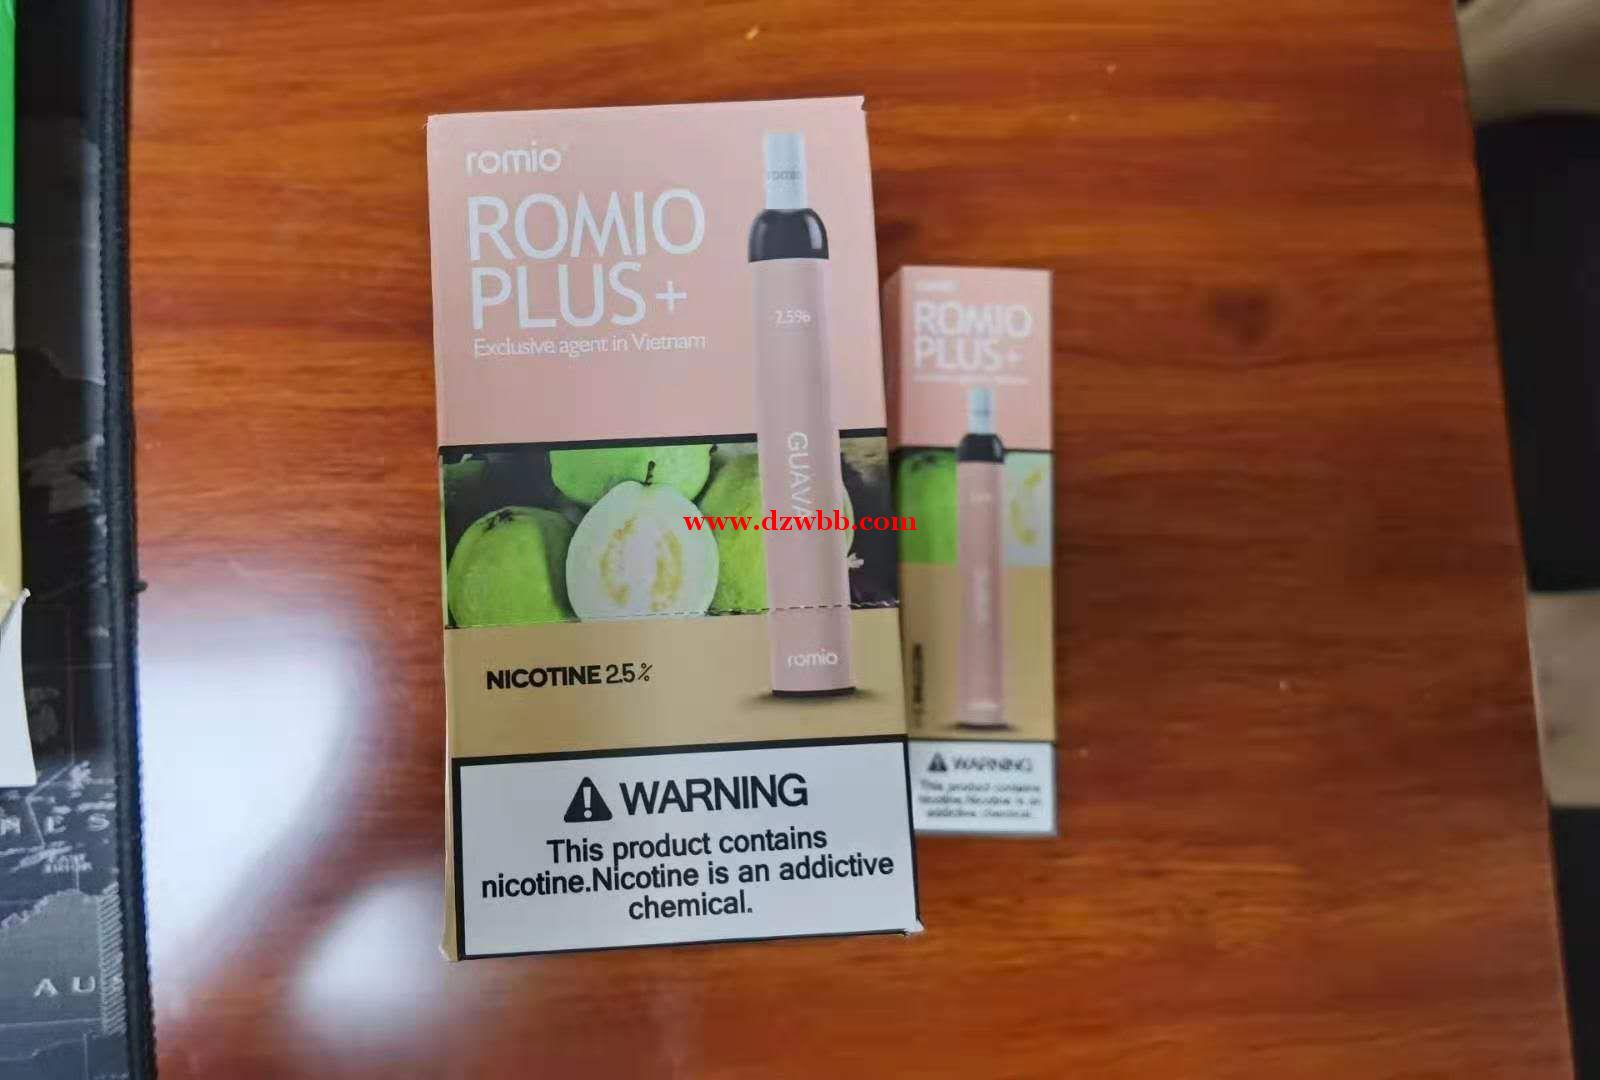 romio
ROMIO
PLUS+
Exclusive agent in Vietnam
romio
2.5%
GUAVA
romio
NICOTINE 2.5%
WARNING
This product contains
nicotine.Nicotine is an addictive
chemical.
www.dzwbb.com
ROMIO
PLUS+
WARNING
This product contains
nicotine.Nicotine is an
addictive chemical.